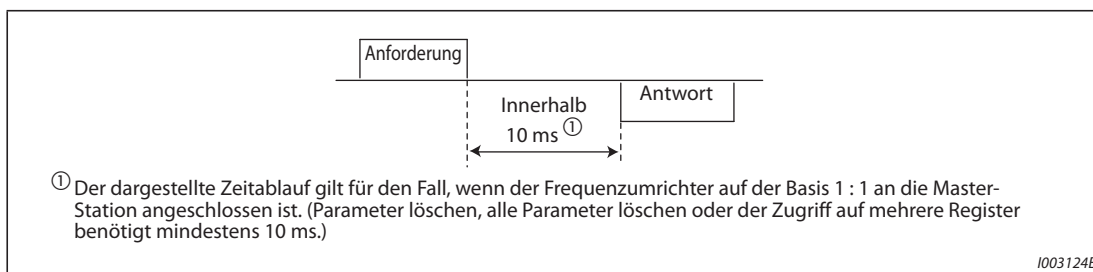 Anforderung
Antwort
Innerhalb
10 ms ①
① Der dargestellte Zeitablauf gilt für den Fall, wenn der Frequenzumrichter auf der Basis 1 : 1 an die Master-
Station angeschlossen ist. (Parameter löschen, alle Parameter löschen oder der Zugriff auf mehrere Register
benötigt mindestens 10 ms.)
I003124E